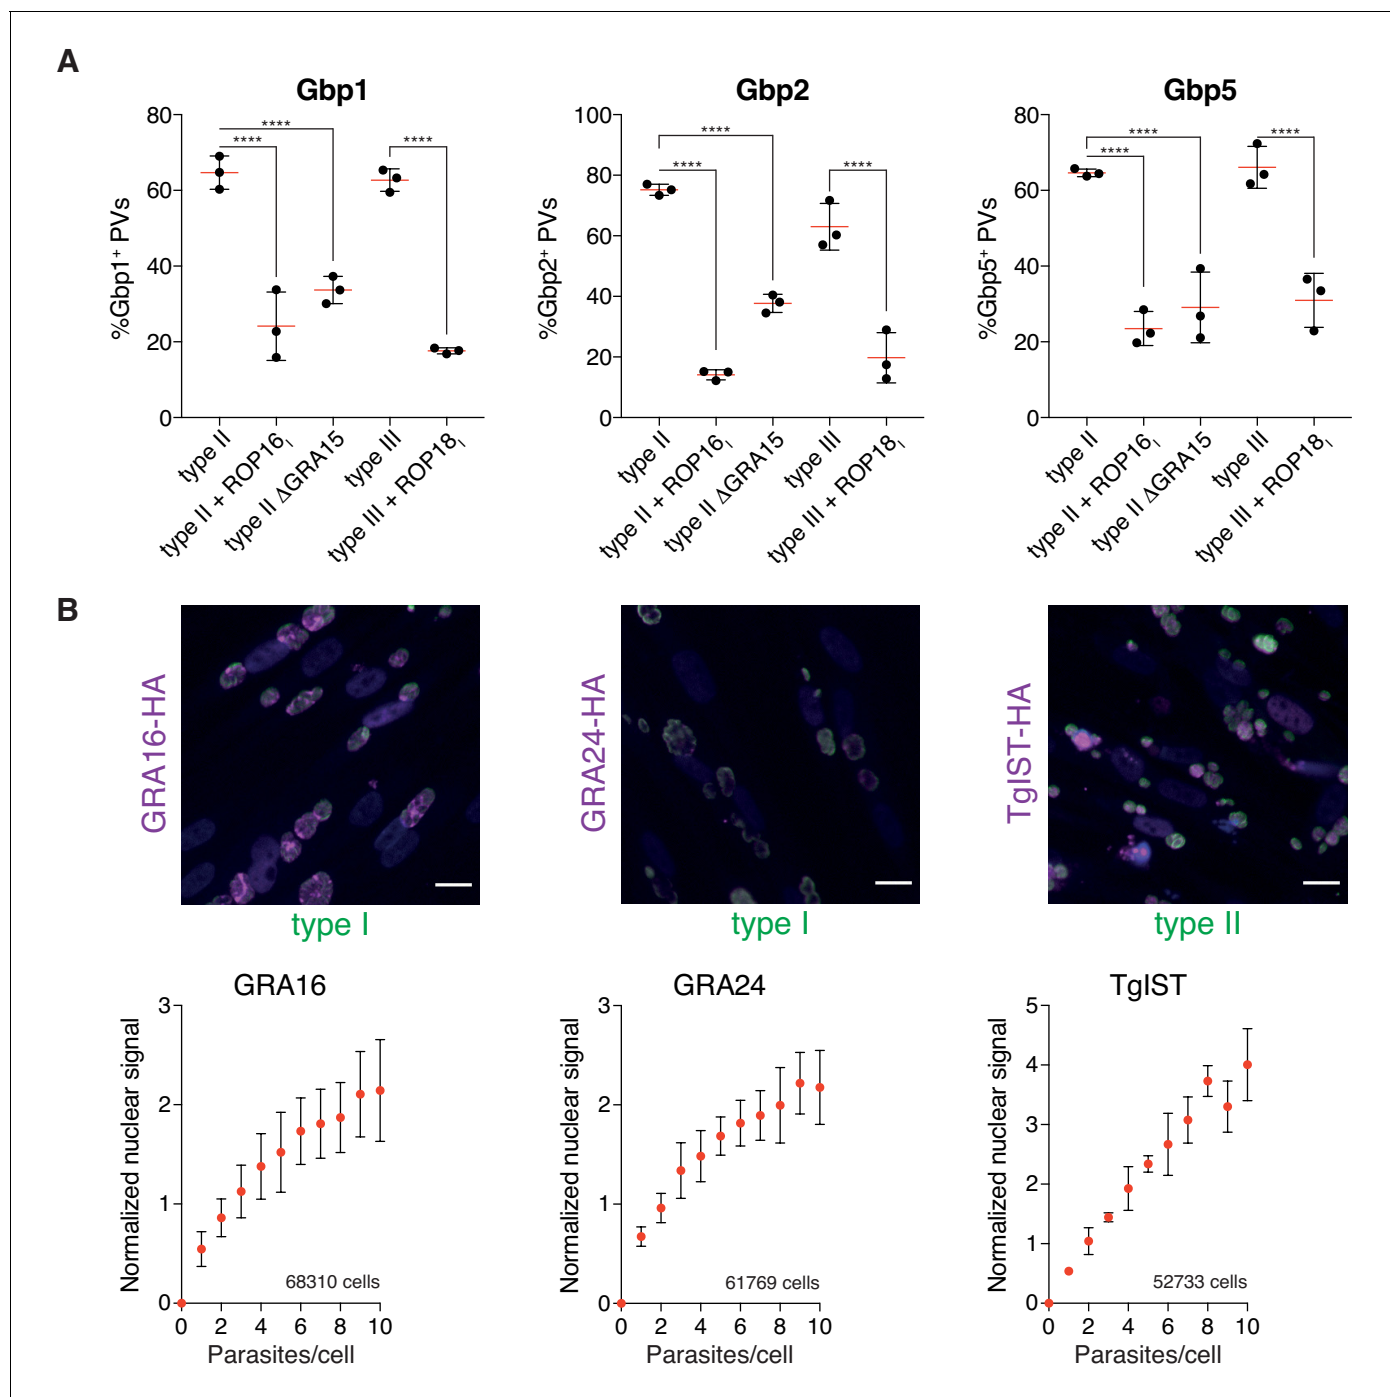 A
Gbp1
%Gbp1+ PVs
80
60
40
20
0
****
****
****
type II
type II + ROP16I
type II ΔGRA15
type III
type III + ROP18I
Gbp2
%Gbp2+ PVs
100
80
60
40
20
0
****
****
****
type II
type II + ROP16I
type II ΔGRA15
type III
type III + ROP18I
Gbp5
%Gbp5+ PVs
80
60
40
20
0
****
****
****
type II
type II + ROP16I
type II ΔGRA15
type III
type III + ROP18I
B
GRA16-HA
type I
GRA24-HA
type I
TgIST-HA
type II
GRA16
Normalized nuclear signal
3
2
1
0
68310 cells
0 2 4 6 8 10
Parasites/cell
GRA24
Normalized nuclear signal
3
2
1
0
61769 cells
0 2 4 6 8 10
Parasites/cell
TgIST
Normalized nuclear signal
5
4
3
2
1
0
52733 cells
0 2 4 6 8 10
Parasites/cell